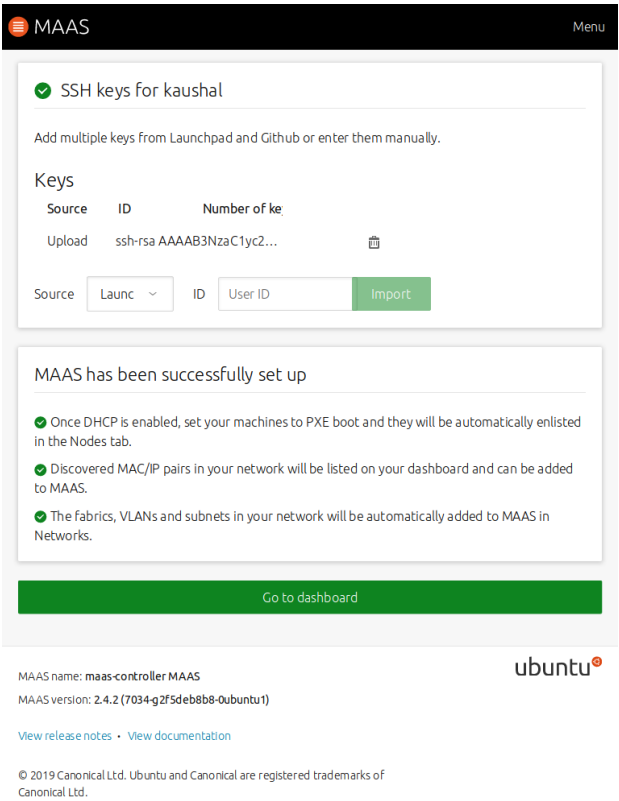 MAAS
Menu
SSH keys for kaushal
Add multiple keys from Launchpad and Github or enter them manually.
Keys
Source ID Number of ke
Upload ssh-rsa AAAAB3NzaC1yc2...
Source Launc ID User ID Import
MAAS has been successfully set up
Once DHCP is enabled, set your machines to PXE boot and they will be automatically enlisted
in the Nodes tab.
Discovered MAC/IP pairs in your network will be listed on your dashboard and can be added
to MAAS.
The fabrics, VLANs and subnets in your network will be automatically added to MAAS in
Networks.
Go to dashboard
ubuntu
MAAS name: maas-controller MAAS
MAAS version: 2.4.2 (7034-g2f5deb8b8-0ubuntu1)
View release notes • View documentation
© 2019 Canonical Ltd. Ubuntu and Canonical are registered trademarks of
Canonical Ltd.